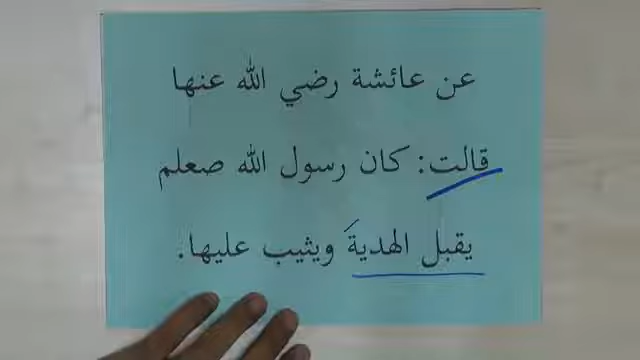 عن عائشة رضي الله عنها
قالت: كان رسول الله صعلم
يقبل الهديةَ ويثيب عليها.